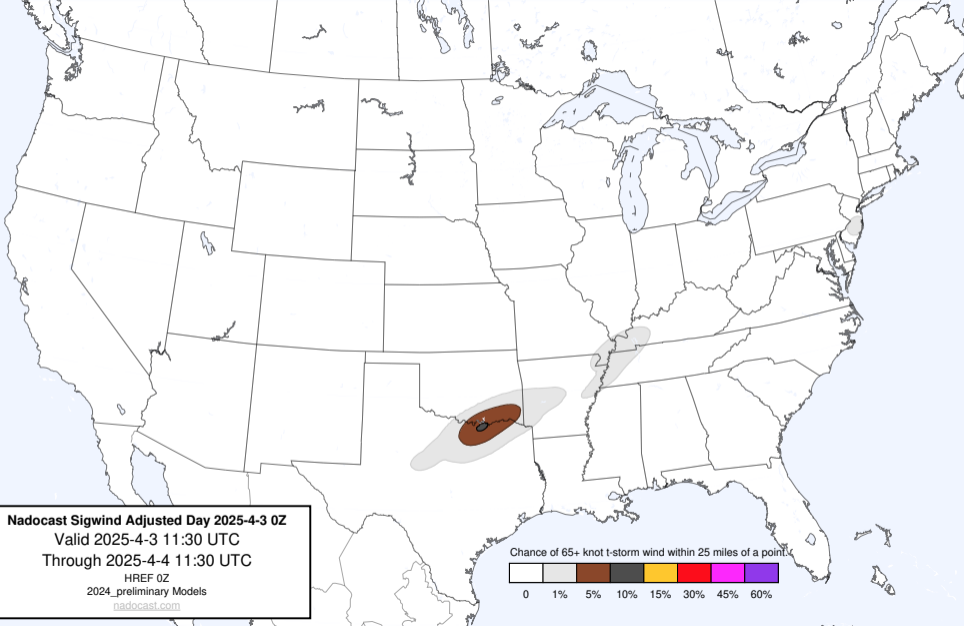 Nadocast Sigwind Adjusted Day 2025-4-3 0Z
Valid 2025-4-3 11:30 UTC
Through 2025-4-4 11:30 UTC
HREF 0Z
2024_preliminary Models
nadocast.com
Chance of 65+ knot t-storm wind within 25 miles of a point.
0 1% 5% 10% 15% 30% 45% 60%